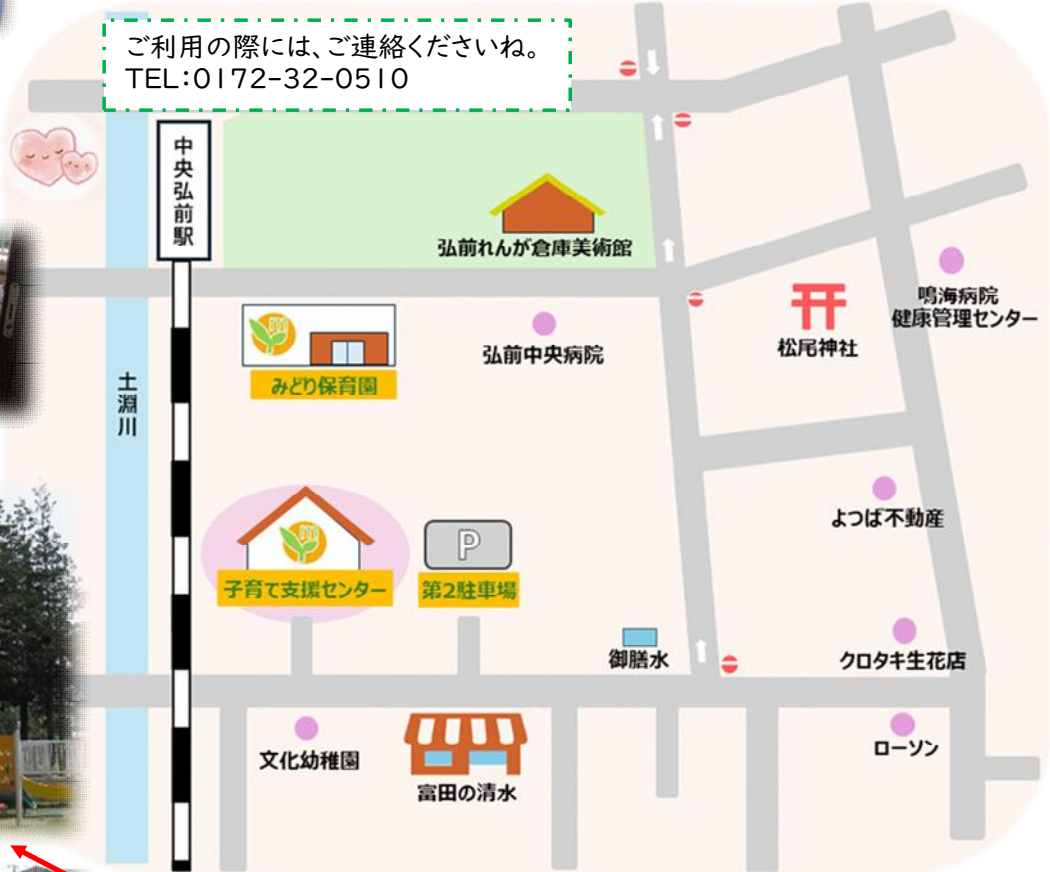 ご利用の際には、ご連絡くださいね。
TEL:0172-32-0510
中央弘前駅
弘前れんが倉庫美術館
鳴海病院
健康管理センター
松尾神社
弘前中央病院
みどり保育園
土淵川
よつば不動産
P
子育て支援センター
第2駐車場
御膳水
クロタキ生花店
ローソン
文化幼稚園
富田の清水